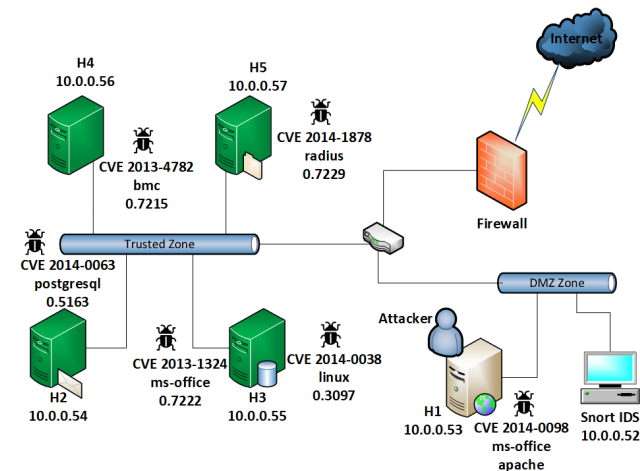 Internet
H4
10.0.0.56
H5
10.0.0.57
CVE 2013-4782
bmc
0.7215
CVE 2014-1878
radius
0.7229
Firewall
Trusted Zone
CVE 2014-0063
postgresql
0.5163
DMZ Zone
Attacker
H2
10.0.0.54
CVE 2013-1324
ms-office
0.7222
H3
10.0.0.55
CVE 2014-0038
linux
0.3097
H1
10.0.0.53
CVE 2014-0098
ms-office
apache
Snort IDS
10.0.0.52